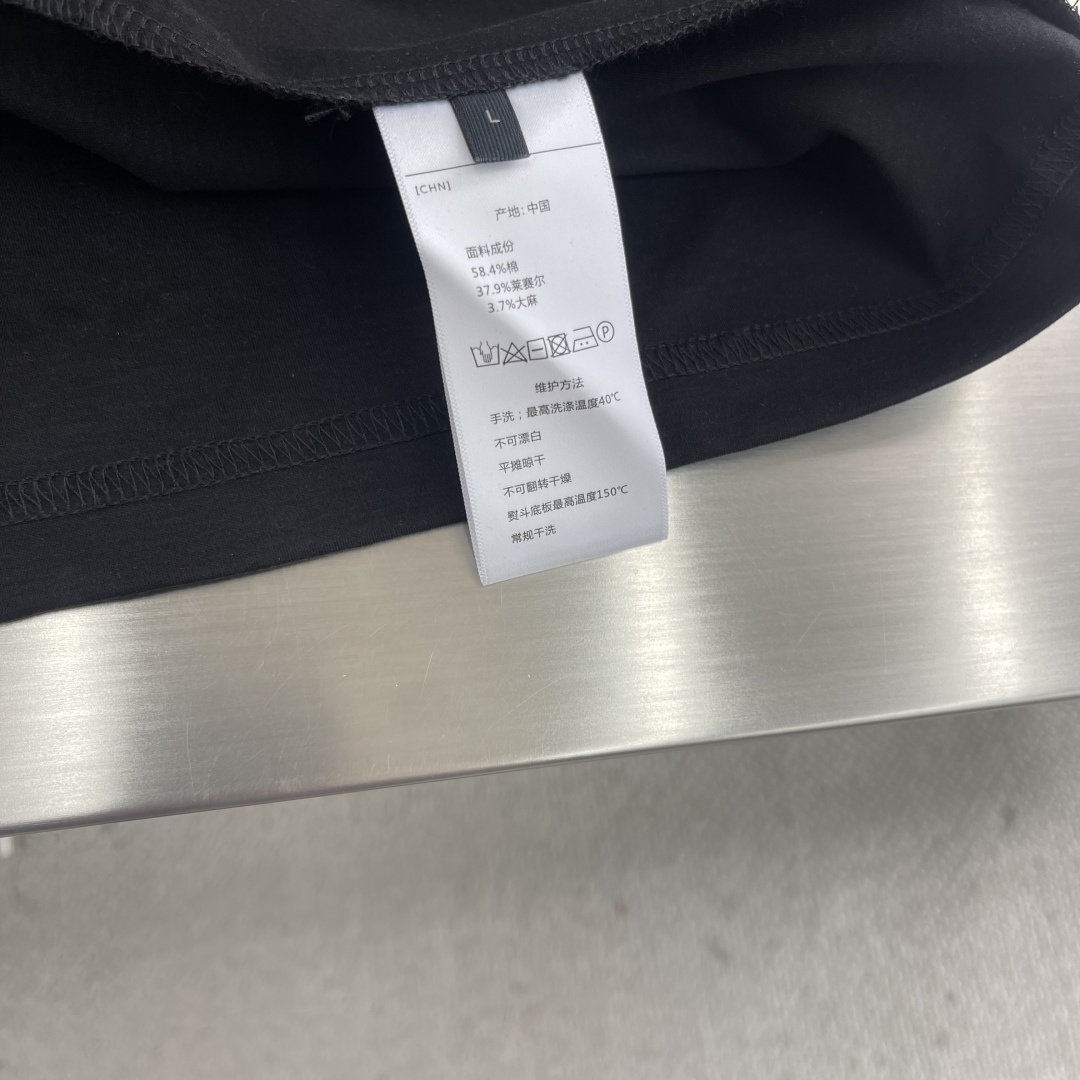 L
[CHN]
产地: 中国
面料成份
58.4%棉
37.9%莱赛尔
3.7%大麻
P
维护方法
手洗；最高洗涤温度40℃
不可漂白
平摊晾干
不可翻转干燥
熨斗底板最高温度150℃
常规干洗